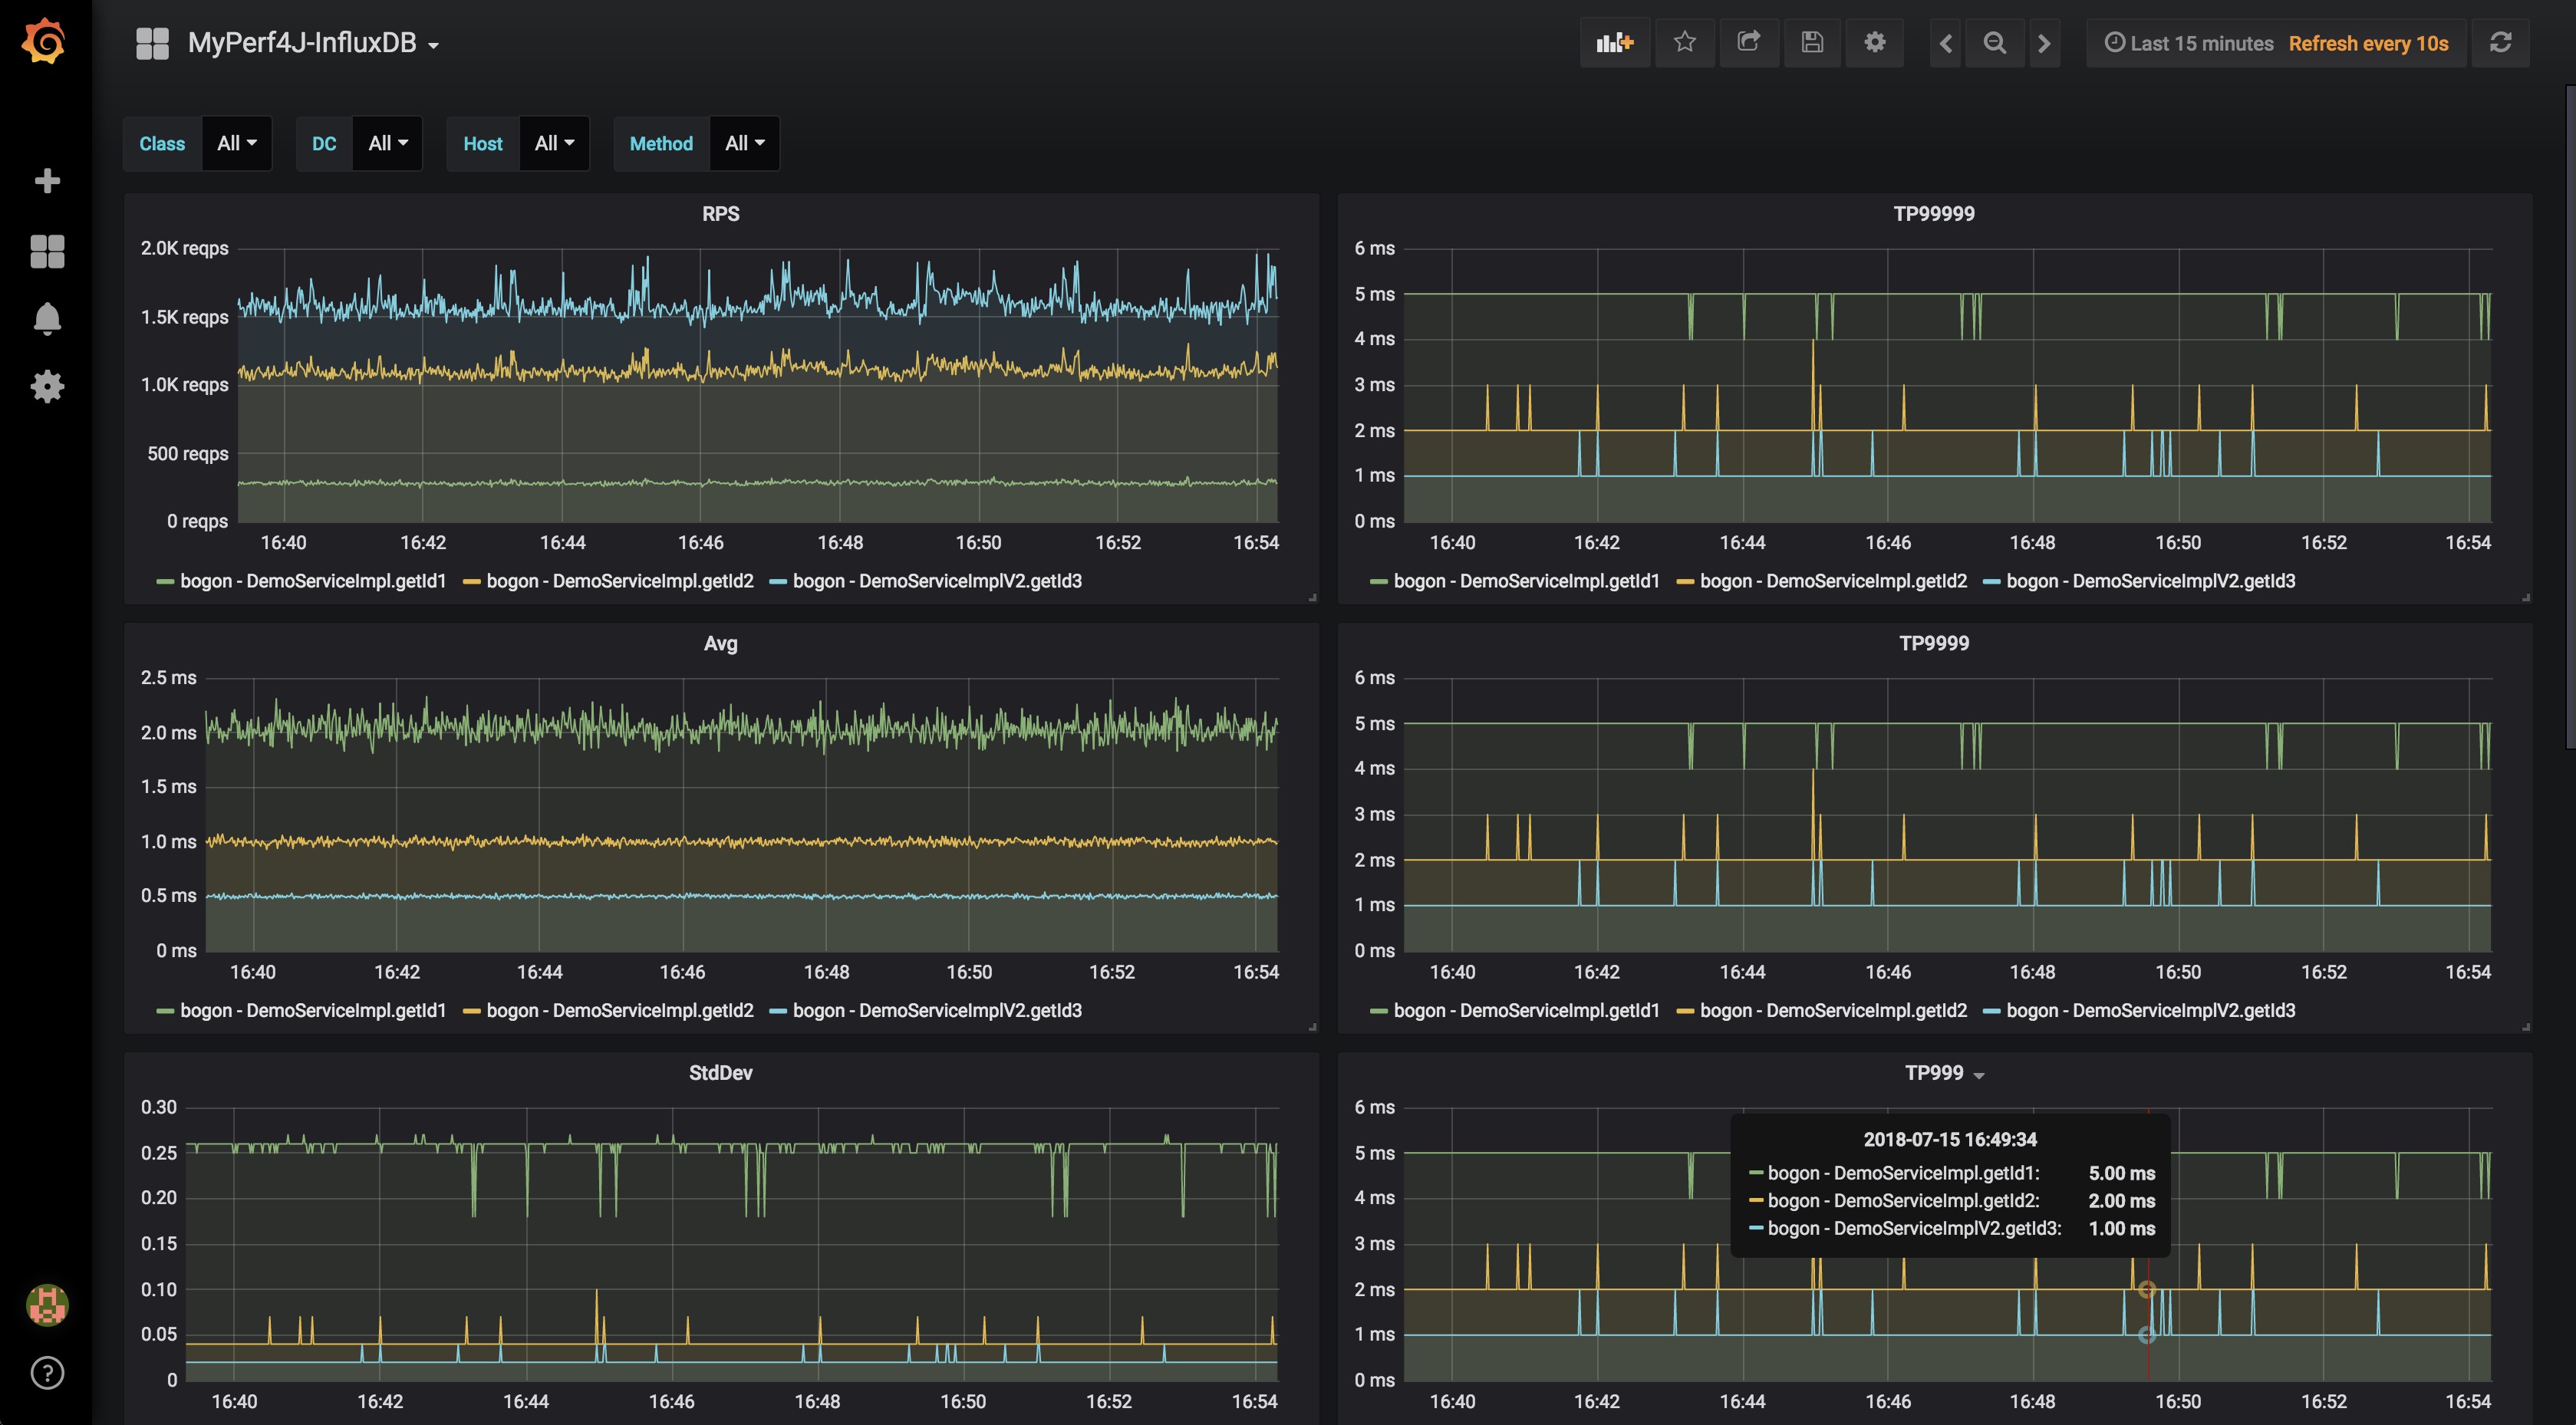 MyPerf4J-InfluxDB
Last 15 minutes Refresh every 10s
Class All DC All Host All Method All
RPS
2.0K reqps
1.5K reqps
1.0K reqps
500 reqps
0 reqps
16:40 16:42 16:44 16:46 16:48 16:50 16:52 16:54
bogon - DemoServiceImpl.getId1 bogon - DemoServiceImpl.getId2 bogon - DemoServiceImplV2.getId3
TP99999
6 ms
5 ms
4 ms
3 ms
2 ms
1 ms
0 ms
16:40 16:42 16:44 16:46 16:48 16:50 16:52 16:54
bogon - DemoServiceImpl.getId1 bogon - DemoServiceImpl.getId2 bogon - DemoServiceImplV2.getId3
Avg
2.5 ms
2.0 ms
1.5 ms
1.0 ms
0.5 ms
0 ms
16:40 16:42 16:44 16:46 16:48 16:50 16:52 16:54
bogon - DemoServiceImpl.getId1 bogon - DemoServiceImpl.getId2 bogon - DemoServiceImplV2.getId3
TP9999
6 ms
5 ms
4 ms
3 ms
2 ms
1 ms
0 ms
16:40 16:42 16:44 16:46 16:48 16:50 16:52 16:54
bogon - DemoServiceImpl.getId1 bogon - DemoServiceImpl.getId2 bogon - DemoServiceImplV2.getId3
StdDev
0.30
0.25
0.20
0.15
0.10
0.05
0
16:40 16:42 16:44 16:46 16:48 16:50 16:52 16:54
TP999
6 ms
5 ms
4 ms
3 ms
2 ms
1 ms
0 ms
16:40 16:42 16:44 16:46 16:48 16:50 16:52 16:54
2018-07-15 16:49:34
bogon - DemoServiceImpl.getId1: 5.00 ms
bogon - DemoServiceImpl.getId2: 2.00 ms
bogon - DemoServiceImplV2.getId3: 1.00 ms